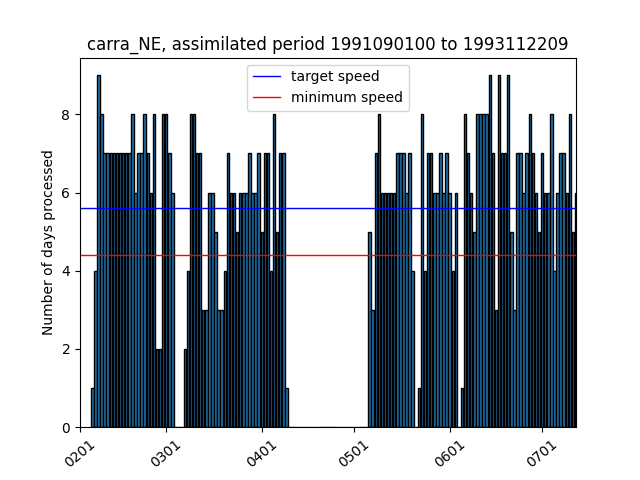 carra_NE, assimilated period 1991090100 to 1993112209
target speed
minimum speed
Number of days processed
8
6
4
2
0
0201
0301
0401
0501
0601
0701